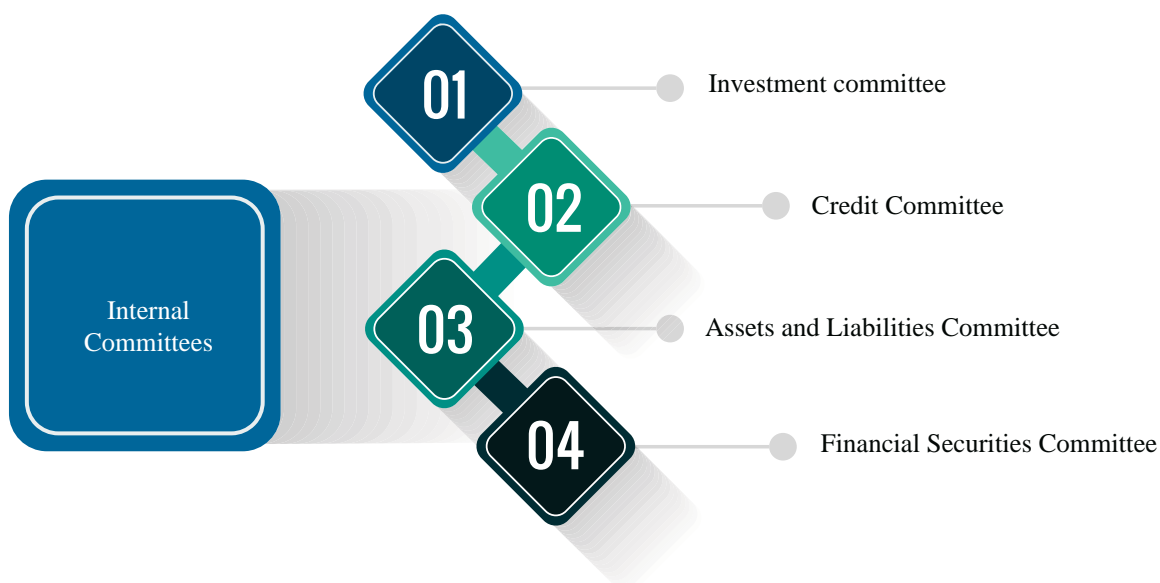 Internal
Committees
01
Investment committee
02
Credit Committee
03
Assets and Liabilities Committee
04
Financial Securities Committee